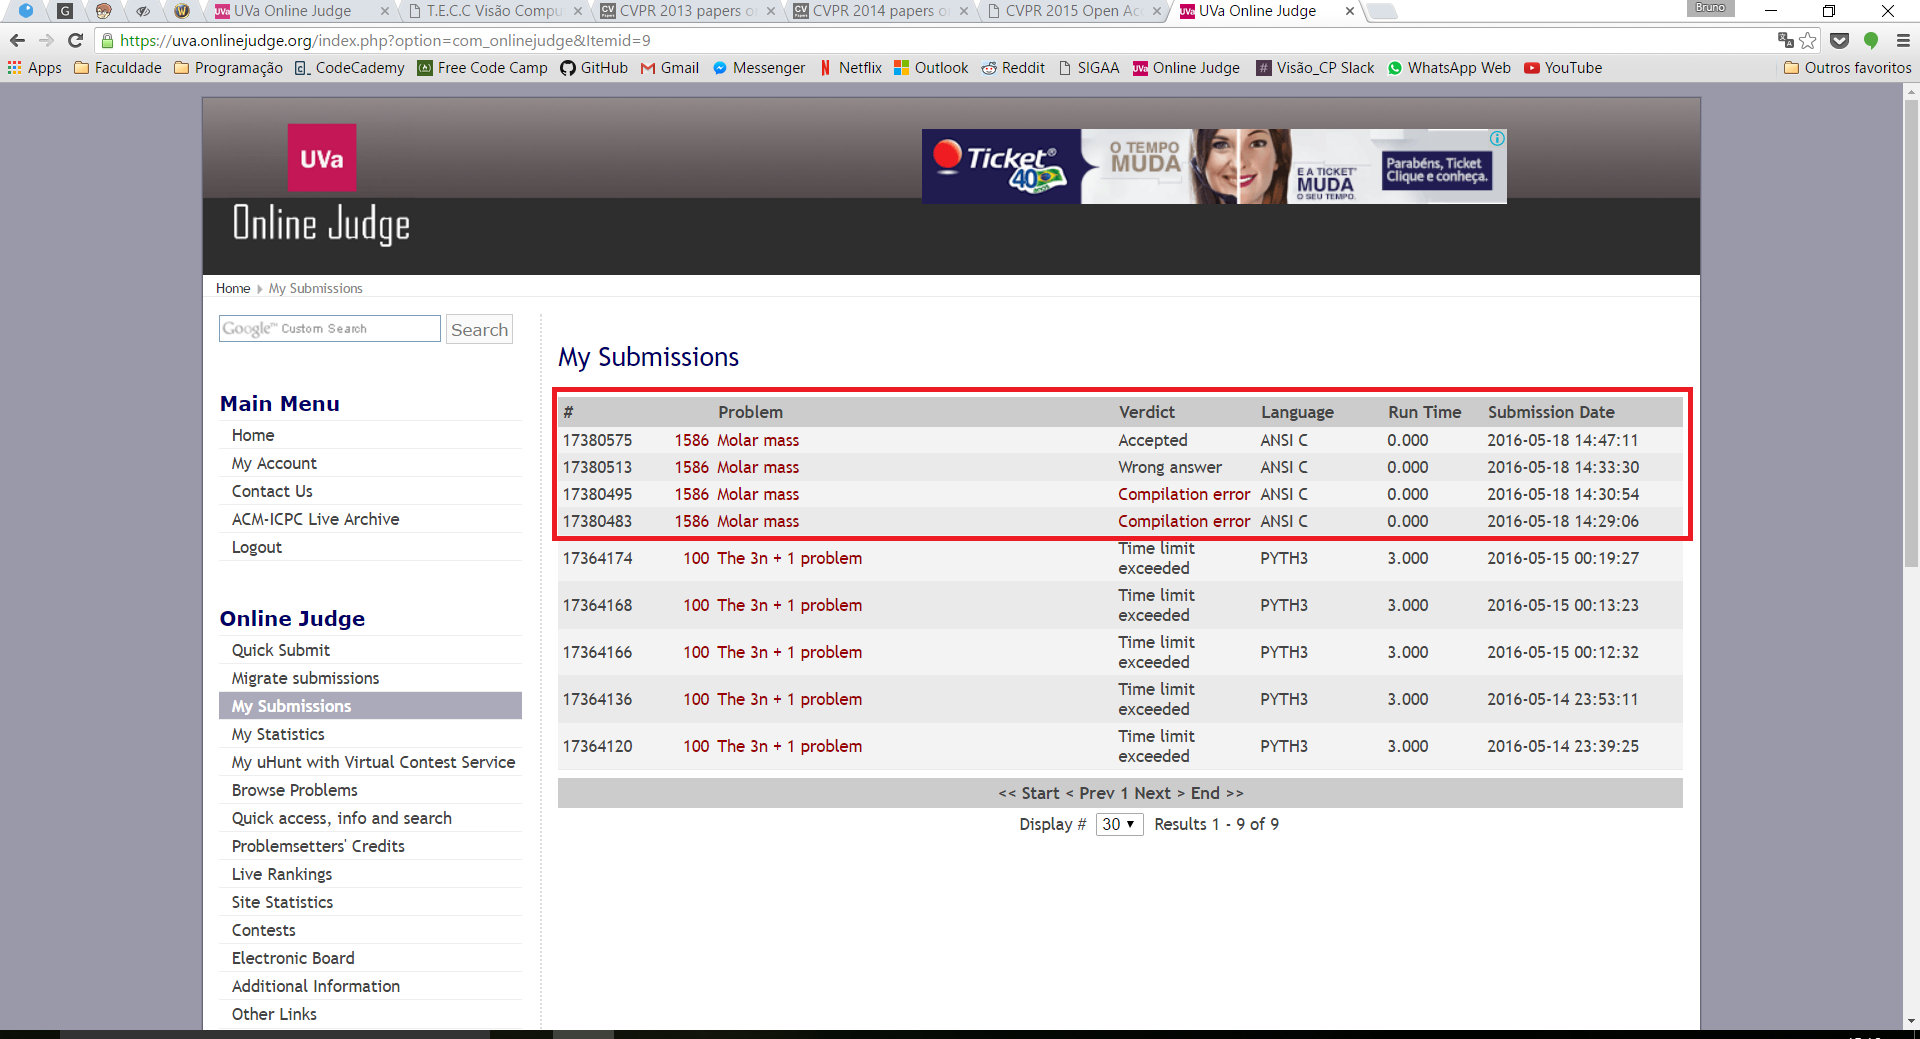 UVa Online Judge
T.E.C.C Visão Compu
CVPR 2013 papers o
CVPR 2014 papers o
CVPR 2015 Open Ac
UVa Online Judge
Bruno
https://uva.onlinejudge.org/index.php?option=com_onlinejudge&Itemid=9
Apps Faculdade Programação CodeCademy Free Code Camp GitHub Gmail Messenger Netflix Outlook Reddit SIGAA Online Judge Visão_CP Slack WhatsApp Web YouTube Outros favoritos
UVa
Online Judge
Ticket®
40
O TEMPO
MUDA
E A TICKET®
MUDA
O SEU TEMPO.
Parabéns, Ticket
Clique e conheça.
Home My Submissions
Google™ Custom Search Search
Main Menu
Home
My Account
Contact Us
ACM-ICPC Live Archive
Logout
Online Judge
Quick Submit
Migrate submissions
My Submissions
My Statistics
My uHunt with Virtual Contest Service
Browse Problems
Quick access, info and search
Problemsetters' Credits
Live Rankings
Site Statistics
Contests
Electronic Board
Additional Information
Other Links
My Submissions
# Problem Verdict Language Run Time Submission Date
17380575 1586 Molar mass Accepted ANSI C 0.000 2016-05-18 14:47:11
17380513 1586 Molar mass Wrong answer ANSI C 0.000 2016-05-18 14:33:30
17380495 1586 Molar mass Compilation error ANSI C 0.000 2016-05-18 14:30:54
17380483 1586 Molar mass Compilation error ANSI C 0.000 2016-05-18 14:29:06
17364174 100 The 3n + 1 problem Time limit exceeded PYTH3 3.000 2016-05-15 00:19:27
17364168 100 The 3n + 1 problem Time limit exceeded PYTH3 3.000 2016-05-15 00:13:23
17364166 100 The 3n + 1 problem Time limit exceeded PYTH3 3.000 2016-05-15 00:12:32
17364136 100 The 3n + 1 problem Time limit exceeded PYTH3 3.000 2016-05-14 23:53:11
17364120 100 The 3n + 1 problem Time limit exceeded PYTH3 3.000 2016-05-14 23:39:25
<< Start < Prev 1 Next > End >>
Display # 30 Results 1 - 9 of 9